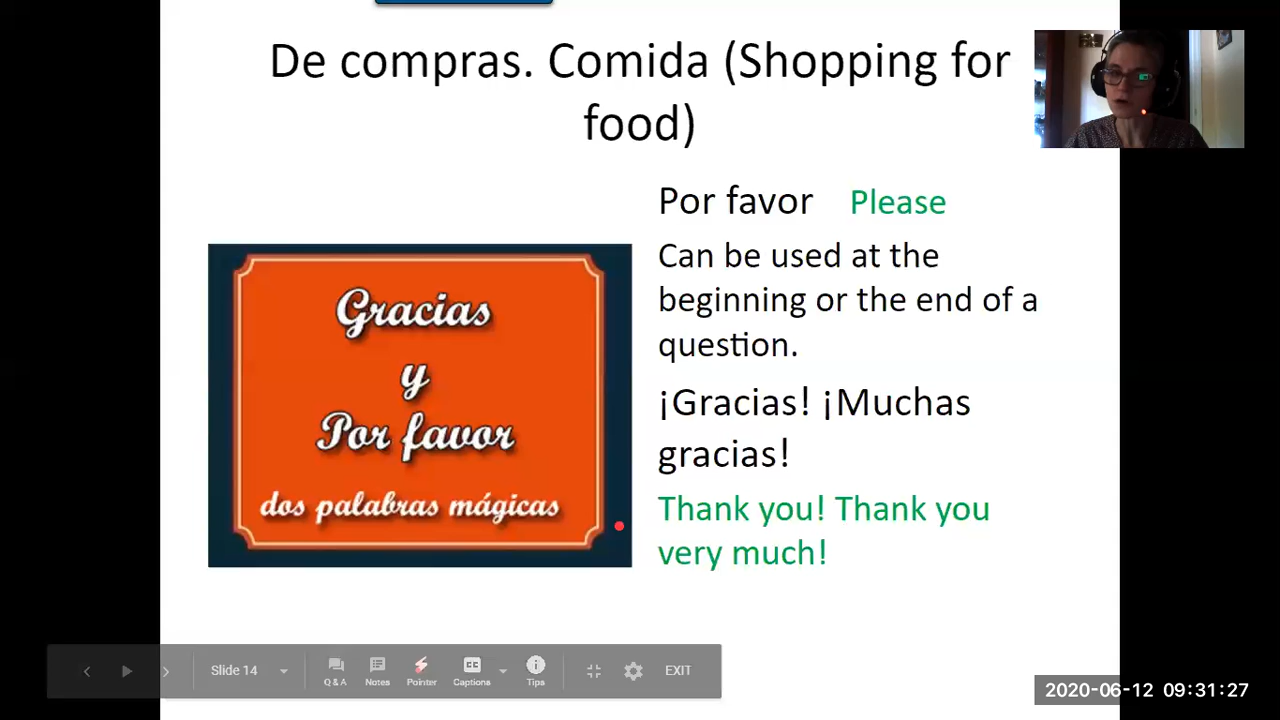 De compras. Comida (Shopping for
food)
Por favor Please
Can be used at the
beginning or the end of a
question.
¡Gracias! ¡Muchas
gracias!
Thank you! Thank you
very much!
Gracias
y
Por favor
dos palabras mágicas
Slide 14
Q & A
Notes
Pointer
CC
Captions
Tips
EXIT
2020-06-12 09:31:27